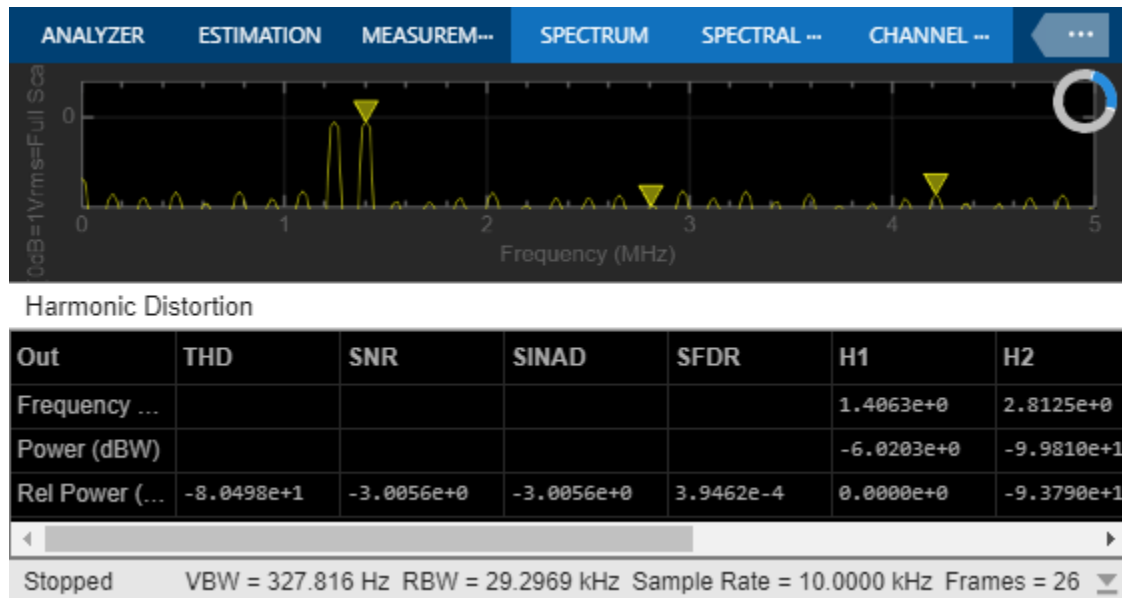 ANALYZER ESTIMATION MEASUREM··· SPECTRUM SPECTRAL ··· CHANNEL ··· ···
0dB=1Vrms=Full Sca
0
0 1 2 3 4 5
Frequency (MHz)
Harmonic Distortion
Out THD SNR SINAD SFDR H1 H2
Frequency ... 1.4063e+0 2.8125e+0
Power (dBW) -6.0203e+0 -9.9810e+1
Rel Power (... -8.0498e+1 -3.0056e+0 -3.0056e+0 3.9462e-4 0.0000e+0 -9.3790e+1
Stopped VBW = 327.816 Hz RBW = 29.2969 kHz Sample Rate = 10.0000 kHz Frames = 26